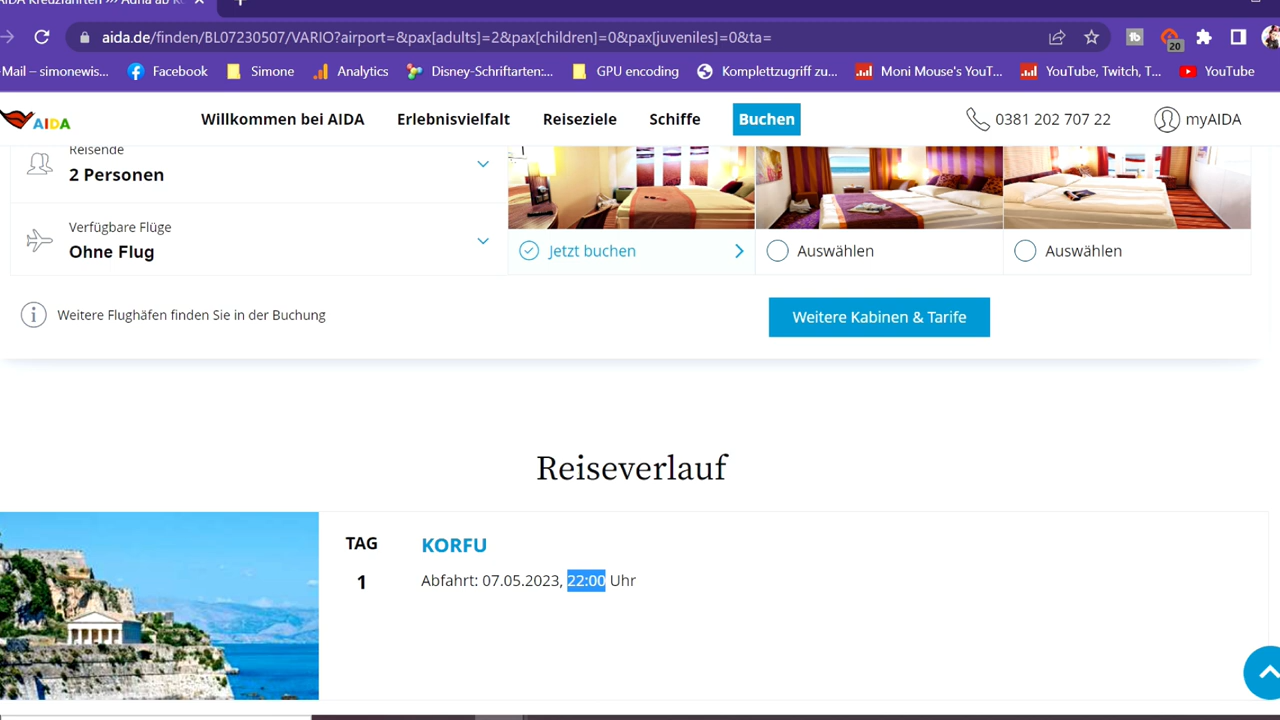 AIDA Kreuzfahrten
aida.de/finden/BL07230507/VARIO?airport=&pax[adults]=2&pax[children]=0&pax[juveniles]=0&ta=
20
Mail – simonewis... Facebook Simone Analytics Disney-Schriftarten:... GPU encoding Komplettzugriff zu... Moni Mouse's YouT... YouTube, Twitch, T... YouTube
AIDA Willkommen bei AIDA Erlebnisvielfalt Reiseziele Schiffe Buchen 0381 202 707 22 myAIDA
Reisende
2 Personen
Verfügbare Flüge
Ohne Flug
Jetzt buchen Auswählen Auswählen
Weitere Flughäfen finden Sie in der Buchung
Weitere Kabinen & Tarife
Reiseverlauf
TAG
1
KORFU
Abfahrt: 07.05.2023, 22:00 Uhr